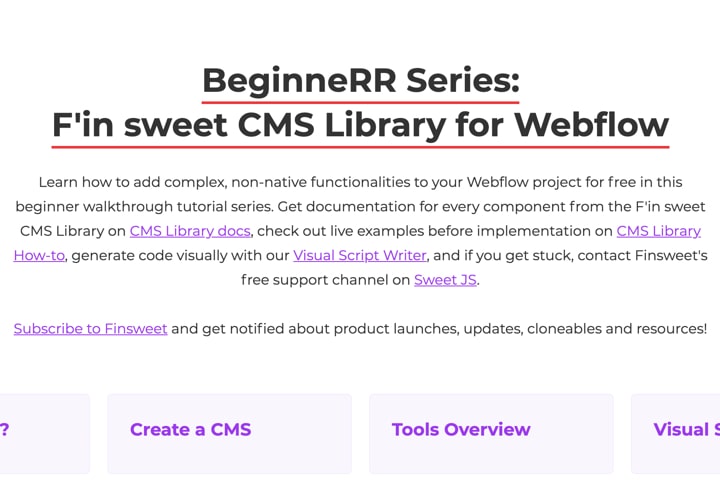 BeginneRR Series:
F'in sweet CMS Library for Webflow
Learn how to add complex, non-native functionalities to your Webflow project for free in this
beginner walkthrough tutorial series. Get documentation for every component from the F'in sweet
CMS Library on CMS Library docs, check out live examples before implementation on CMS Library
How-to, generate code visually with our Visual Script Writer, and if you get stuck, contact Finsweet's
free support channel on Sweet JS.
Subscribe to Finsweet and get notified about product launches, updates, cloneables and resources!
? Create a CMS Tools Overview Visual S